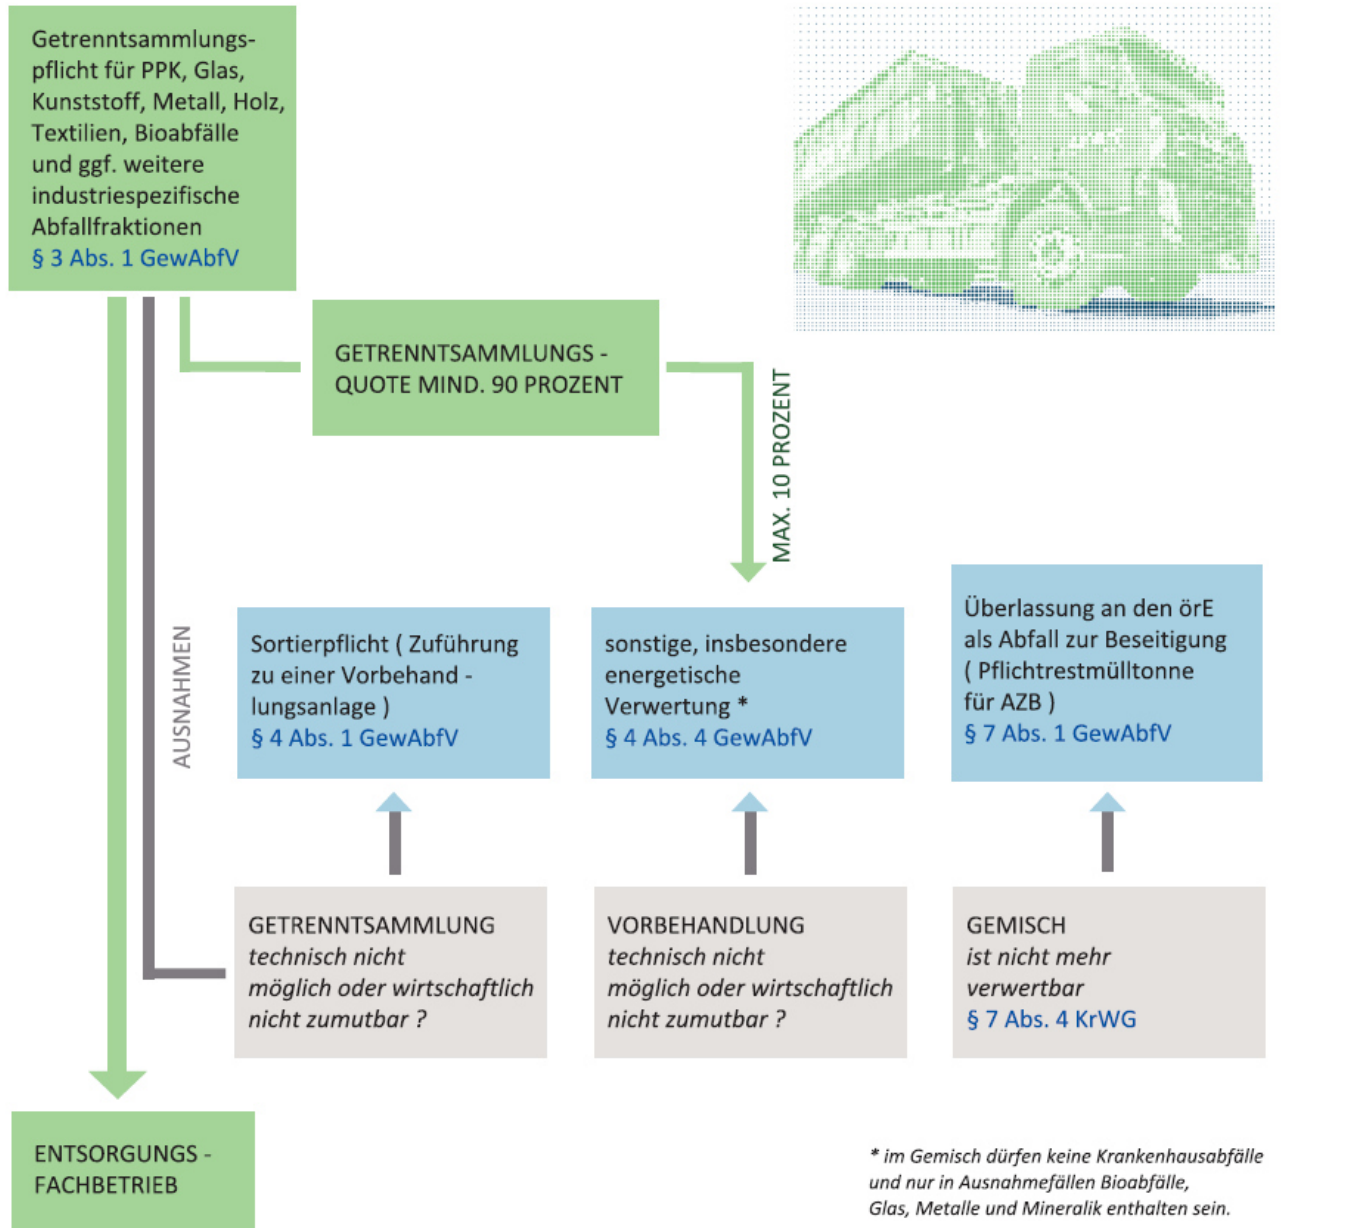 Getrenntsammlungs-
pflicht für PPK, Glas,
Kunststoff, Metall, Holz,
Textilien, Bioabfälle
und ggf. weitere
industriespezifische
Abfallfraktionen
§ 3 Abs. 1 GewAbfV
GETRENNTSAMMLUNGS -
QUOTE MIND. 90 PROZENT
MAX. 10 PROZENT
AUSNAHMEN
Sortierpflicht ( Zuführung
zu einer Vorbehand -
lungsanlage )
§ 4 Abs. 1 GewAbfV
sonstige, insbesondere
energetische
Verwertung *
§ 4 Abs. 4 GewAbfV
Überlassung an den örE
als Abfall zur Beseitigung
( Pflichtrestmülltonne
für AZB )
§ 7 Abs. 1 GewAbfV
GETRENNTSAMMLUNG
technisch nicht
möglich oder wirtschaftlich
nicht zumutbar ?
VORBEHANDLUNG
technisch nicht
möglich oder wirtschaftlich
nicht zumutbar ?
GEMISCH
ist nicht mehr
verwertbar
§ 7 Abs. 4 KrWG
ENTSORGUNGS -
FACHBETRIEB
* im Gemisch dürfen keine Krankenhausabfälle
und nur in Ausnahmefällen Bioabfälle,
Glas, Metalle und Mineralik enthalten sein.